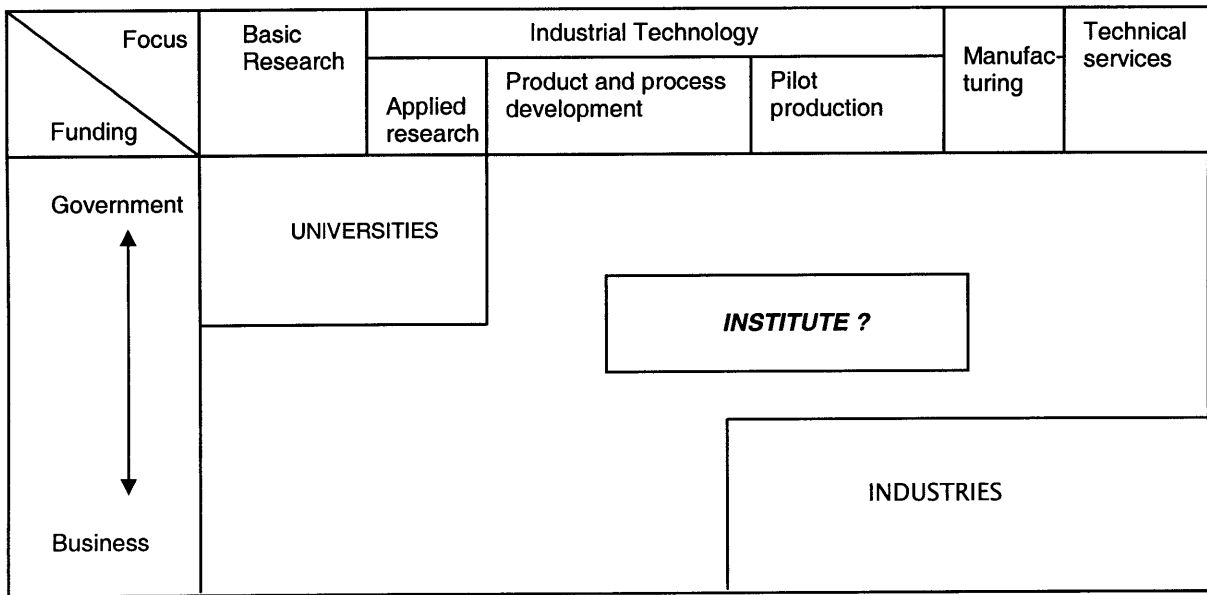 Focus
Funding
Basic
Research
Industrial Technology
Applied
research
Product and process
development
Pilot
production
Manufac-
turing
Technical
services
Government
Business
UNIVERSITIES
INSTITUTE ?
INDUSTRIES